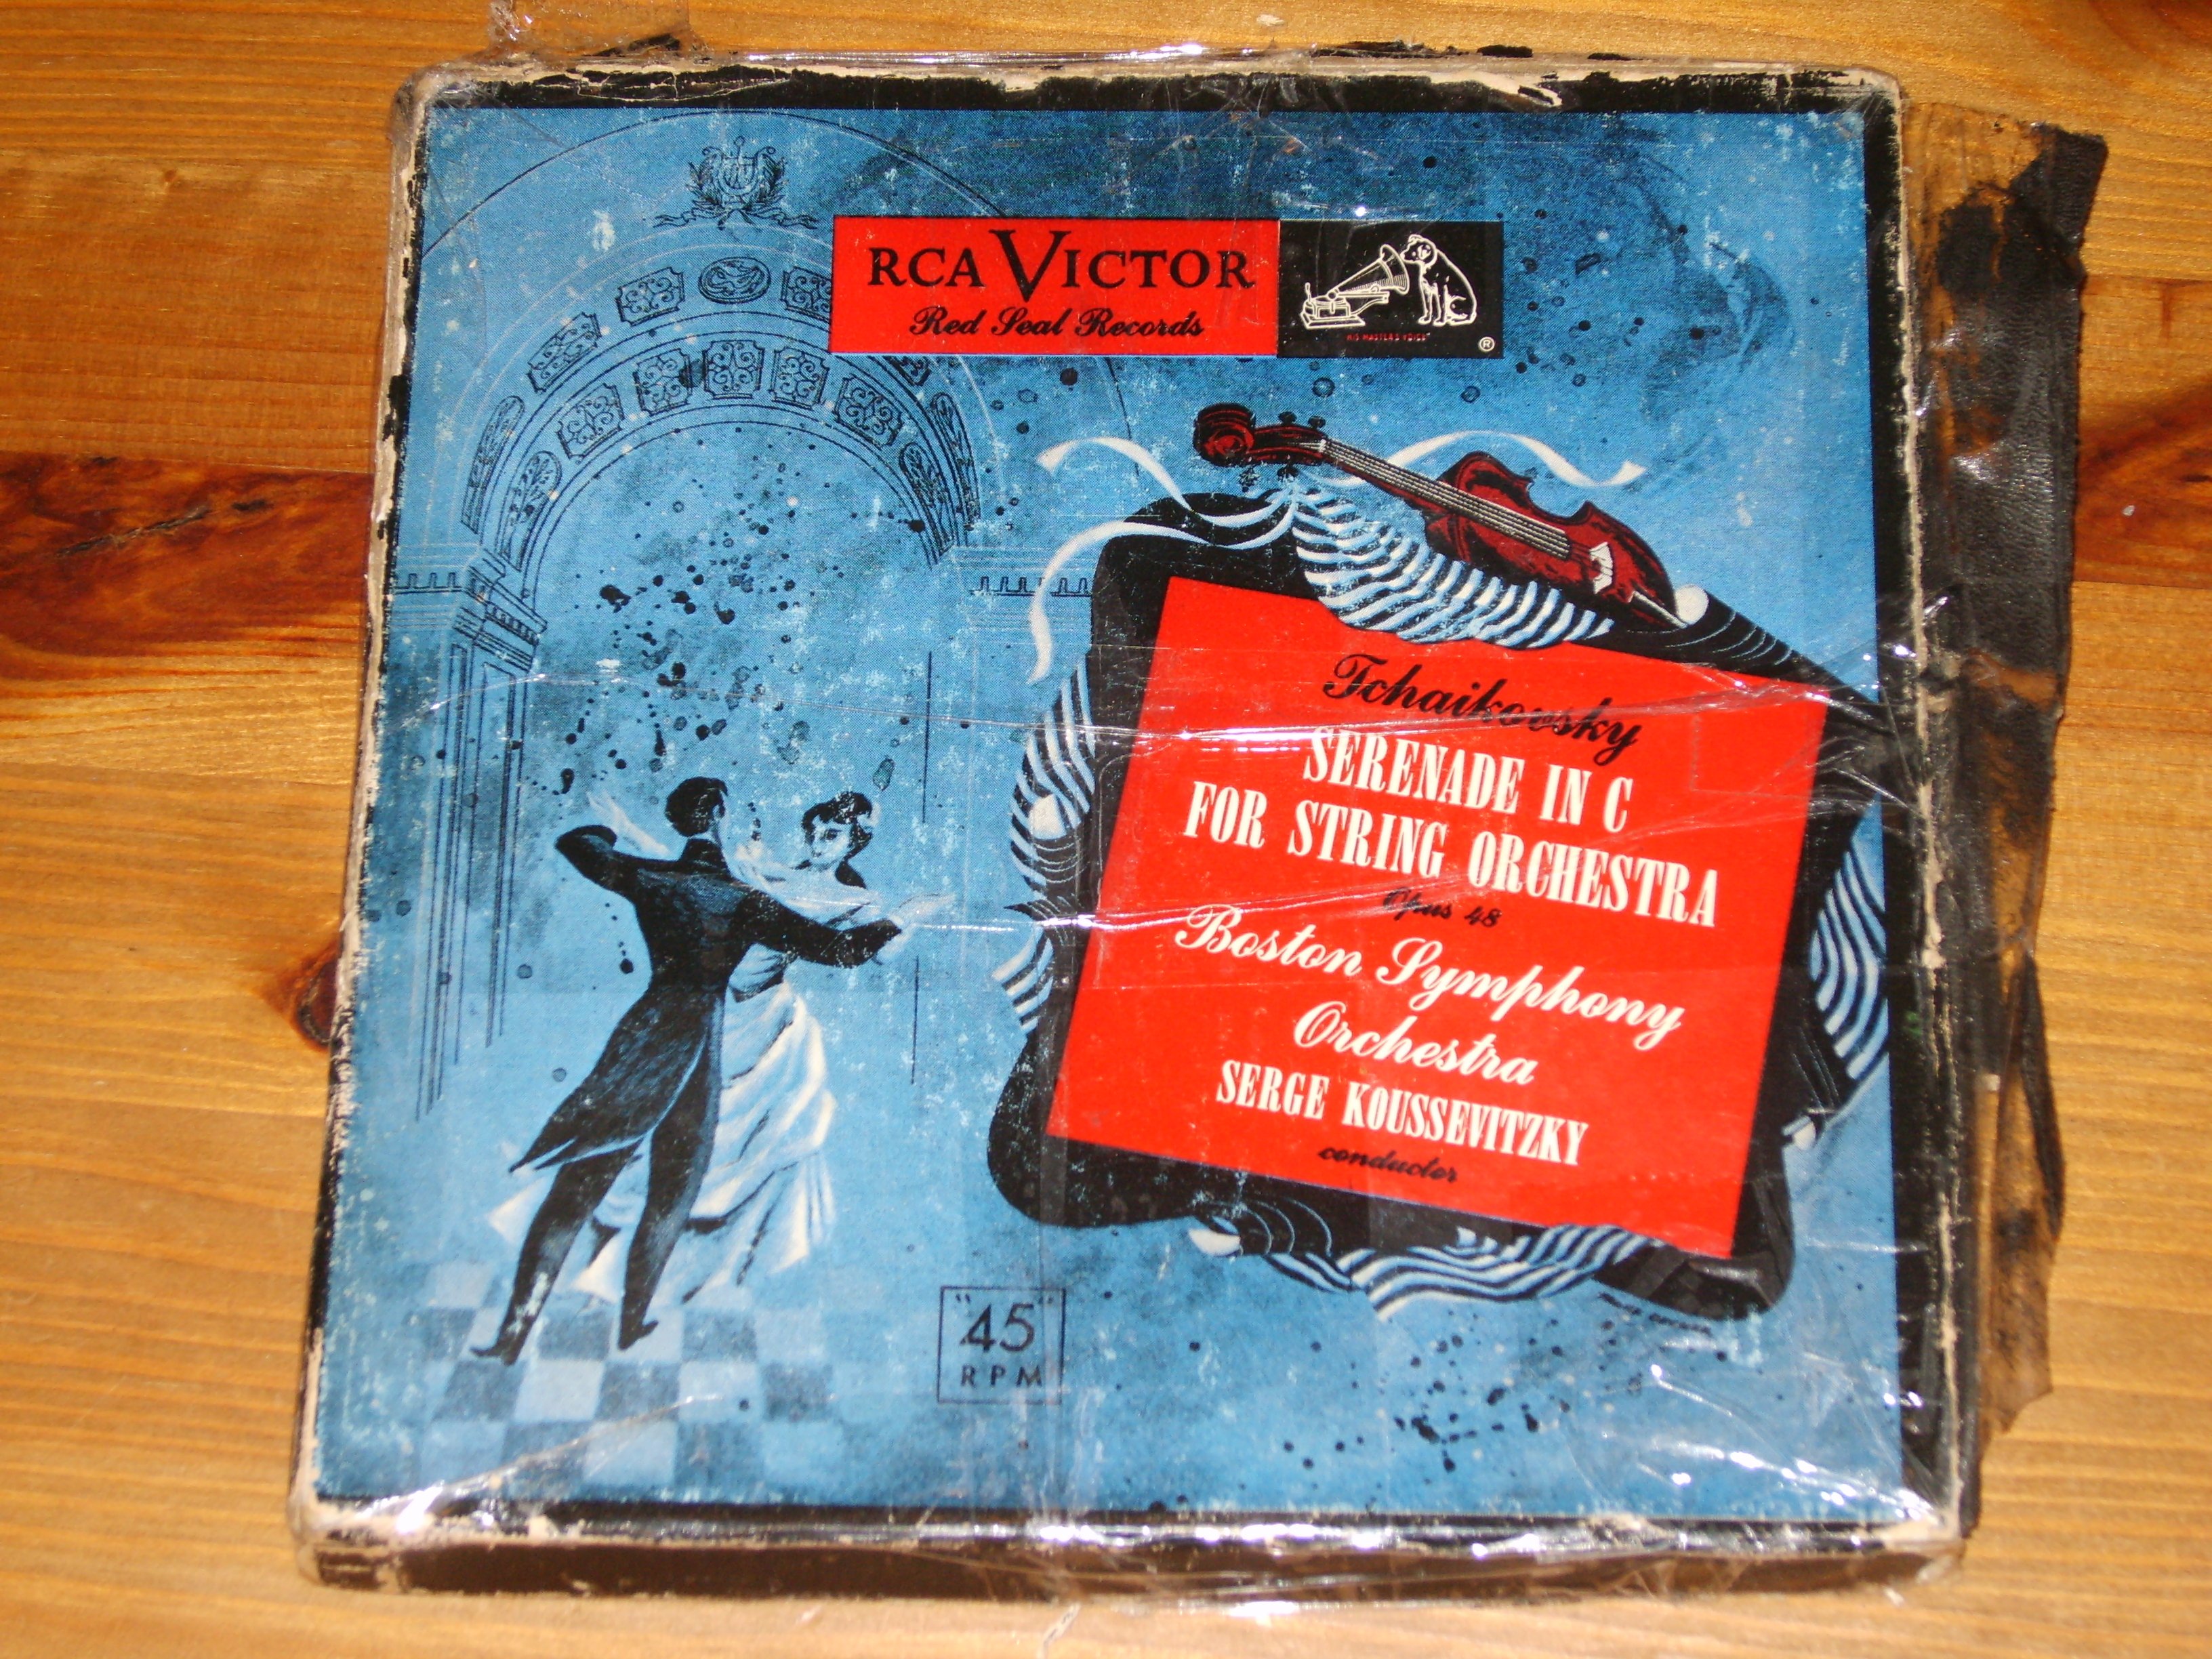 RCA VICTOR
Red Seal Records
"HIS MASTER'S VOICE"
®
Tchaikovsky
SERENADE IN C
FOR STRING ORCHESTRA
Opus 48
Boston Symphony
Orchestra
SERGE KOUSSEVITZKY
conductor
"45"
RPM